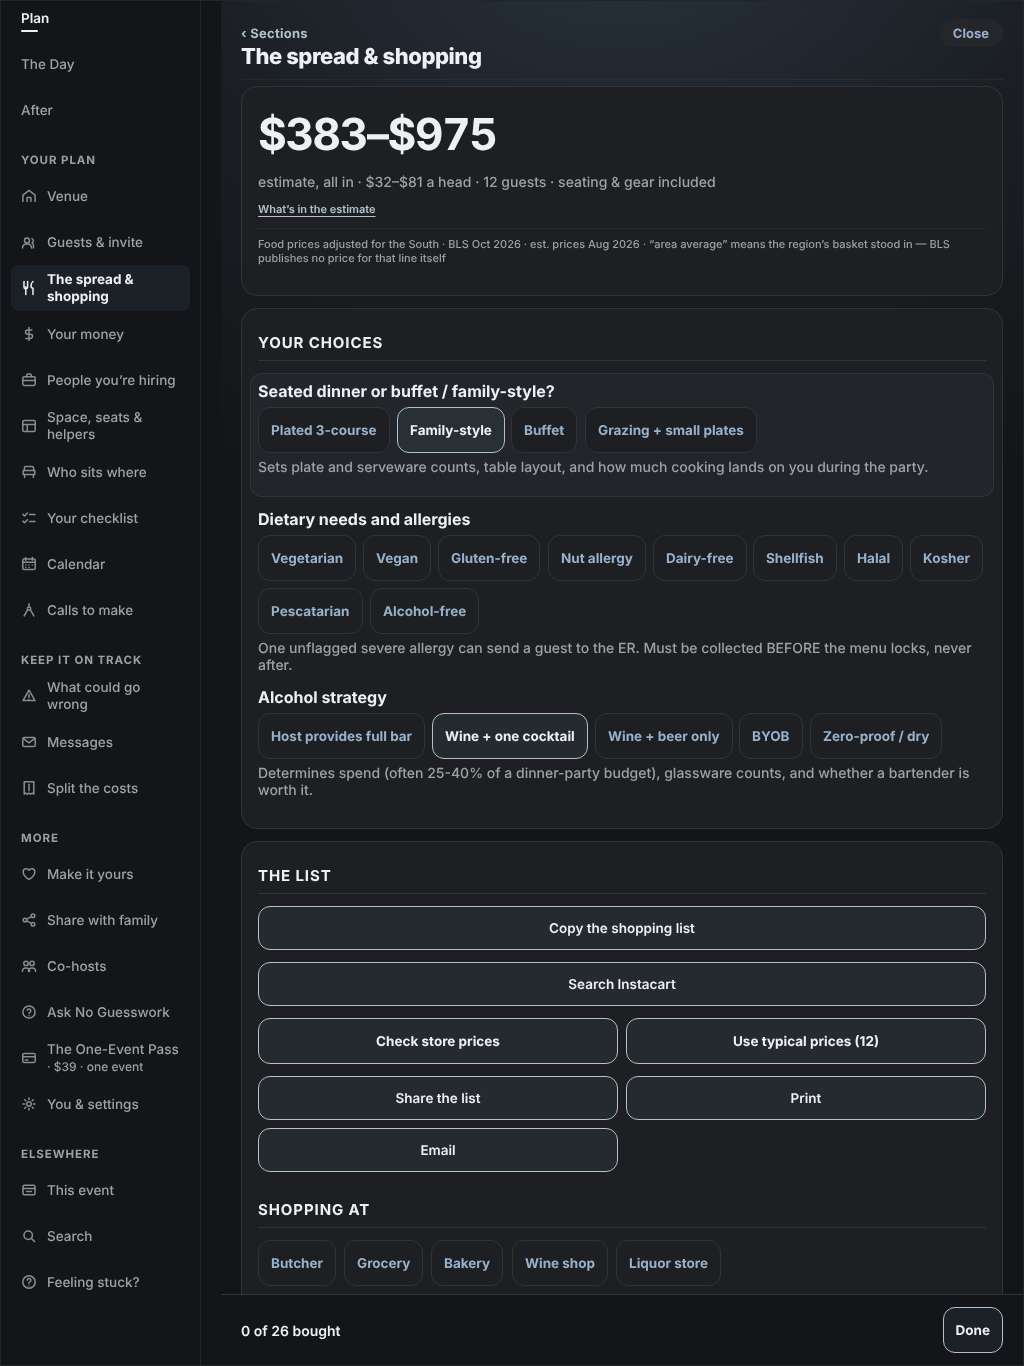 Plan
The Day
After
YOUR PLAN
Venue
Guests & invite
The spread &
shopping
Your money
People you’re hiring
Space, seats &
helpers
Who sits where
Your checklist
Calendar
Calls to make
KEEP IT ON TRACK
What could go
wrong
Messages
Split the costs
MORE
Make it yours
Share with family
Co-hosts
Ask No Guesswork
The One-Event Pass
· $39 · one event
You & settings
ELSEWHERE
This event
Search
Feeling stuck?
‹ Sections
Close
The spread & shopping
$383–$975
estimate, all in · $32–$81 a head · 12 guests · seating & gear included
What’s in the estimate
Food prices adjusted for the South · BLS Oct 2026 · est. prices Aug 2026 · “area average” means the region’s basket stood in — BLS
publishes no price for that line itself
YOUR CHOICES
Seated dinner or buffet / family-style?
Plated 3-course
Family-style
Buffet
Grazing + small plates
Sets plate and serveware counts, table layout, and how much cooking lands on you during the party.
Dietary needs and allergies
Vegetarian
Vegan
Gluten-free
Nut allergy
Dairy-free
Shellfish
Halal
Kosher
Pescatarian
Alcohol-free
One unflagged severe allergy can send a guest to the ER. Must be collected BEFORE the menu locks, never
after.
Alcohol strategy
Host provides full bar
Wine + one cocktail
Wine + beer only
BYOB
Zero-proof / dry
Determines spend (often 25-40% of a dinner-party budget), glassware counts, and whether a bartender is
worth it.
THE LIST
Copy the shopping list
Search Instacart
Check store prices
Use typical prices (12)
Share the list
Print
Email
SHOPPING AT
Butcher
Grocery
Bakery
Wine shop
Liquor store
0 of 26 bought
Done